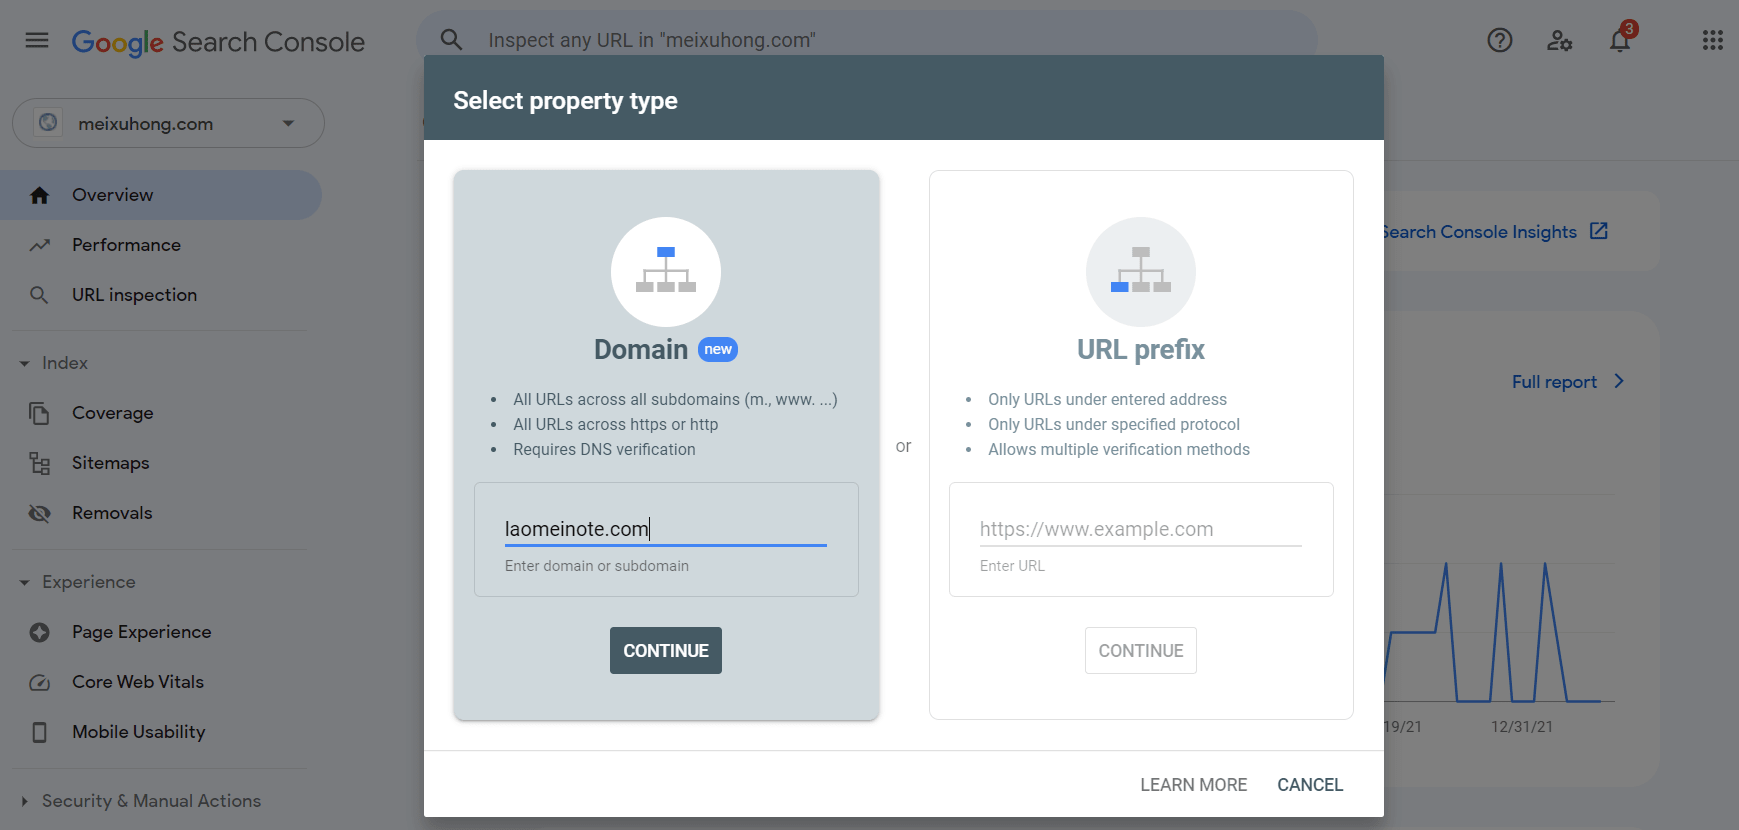 Google Search Console
Inspect any URL in "meixuhong.com"
3
meixuhong.com
Overview
Performance
URL inspection
Index
Coverage
Sitemaps
Removals
Experience
Page Experience
Core Web Vitals
Mobile Usability
Security & Manual Actions
Select property type
Domain new
All URLs across all subdomains (m., www. ...)
All URLs across https or http
Requires DNS verification
laomeinote.com
Enter domain or subdomain
CONTINUE
or
URL prefix
Only URLs under entered address
Only URLs under specified protocol
Allows multiple verification methods
https://www.example.com
Enter URL
CONTINUE
LEARN MORE
CANCEL
Search Console Insights
Full report
19/21
12/31/21